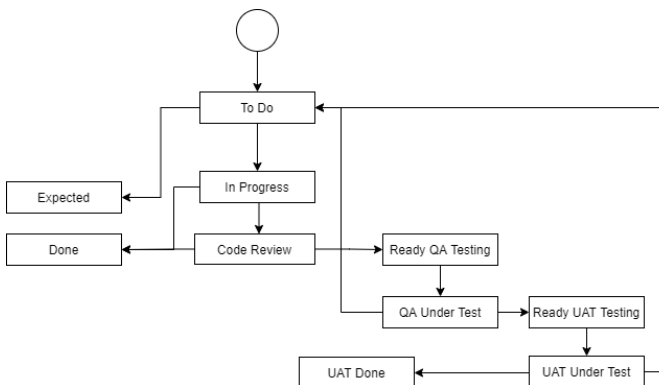 To Do
In Progress
Expected
Done
Code Review
Ready QA Testing
QA Under Test
Ready UAT Testing
UAT Done
UAT Under Test